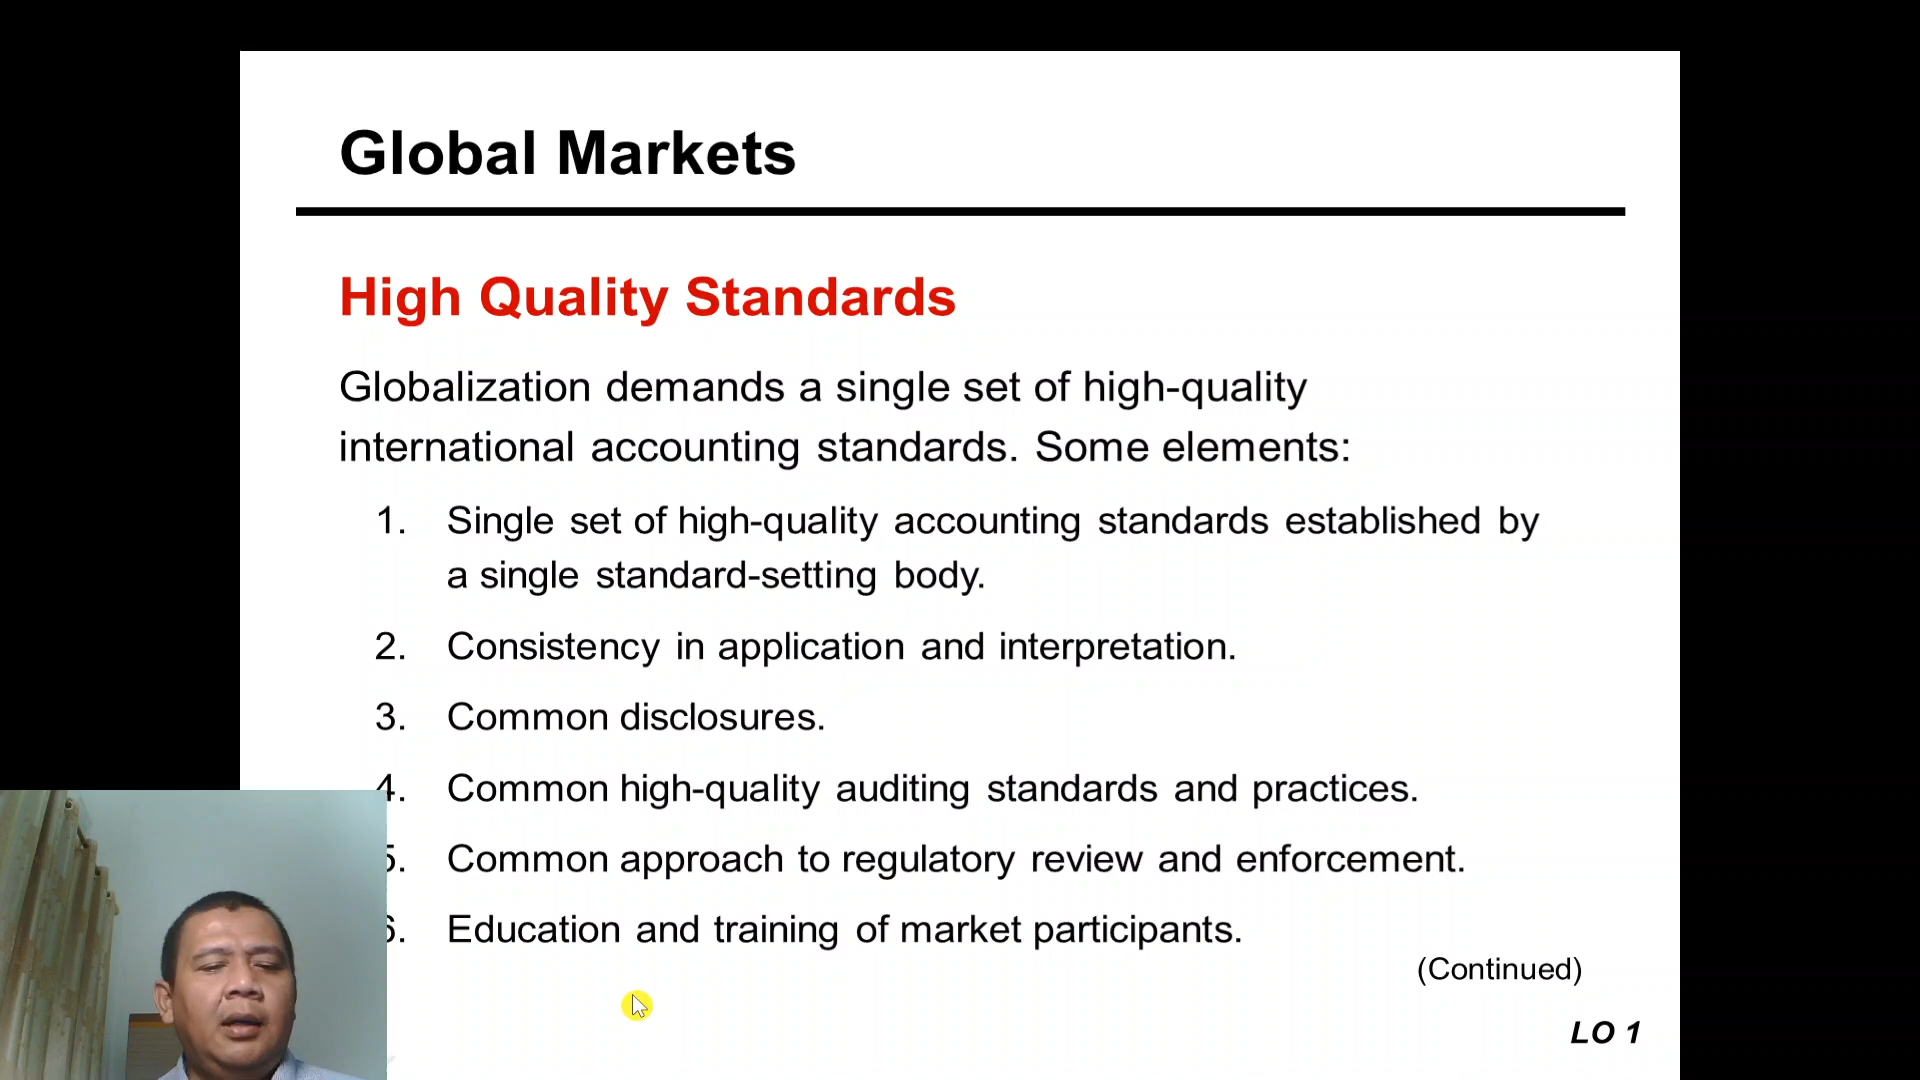 Global Markets
High Quality Standards
Globalization demands a single set of high-quality
international accounting standards. Some elements:
1. Single set of high-quality accounting standards established by
a single standard-setting body.
2. Consistency in application and interpretation.
3. Common disclosures.
4. Common high-quality auditing standards and practices.
5. Common approach to regulatory review and enforcement.
6. Education and training of market participants.
(Continued)
LO 1